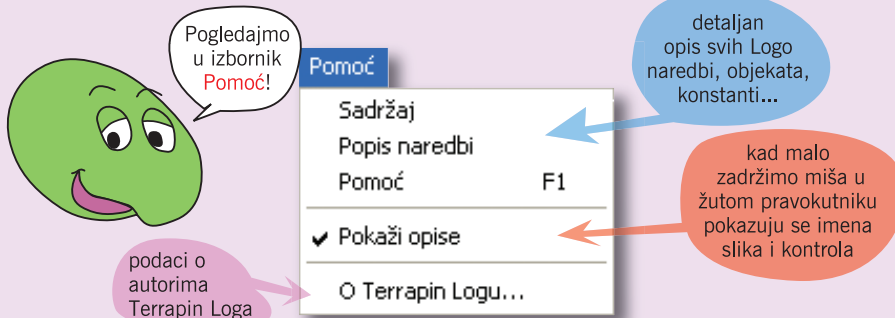 Pogledajmo
u izbornik
Pomoć!
Pomoć
Sadržaj
Popis naredbi
Pomoć F1
Pokaži opise
O Terrapin Logu...
detaljan
opis svih Logo
naredbi, objekata,
konstanti...
kad malo
zadržimo miša u
žutom pravokutniku
pokazuju se imena
slika i kontrola
podaci o
autorima
Terrapin Loga